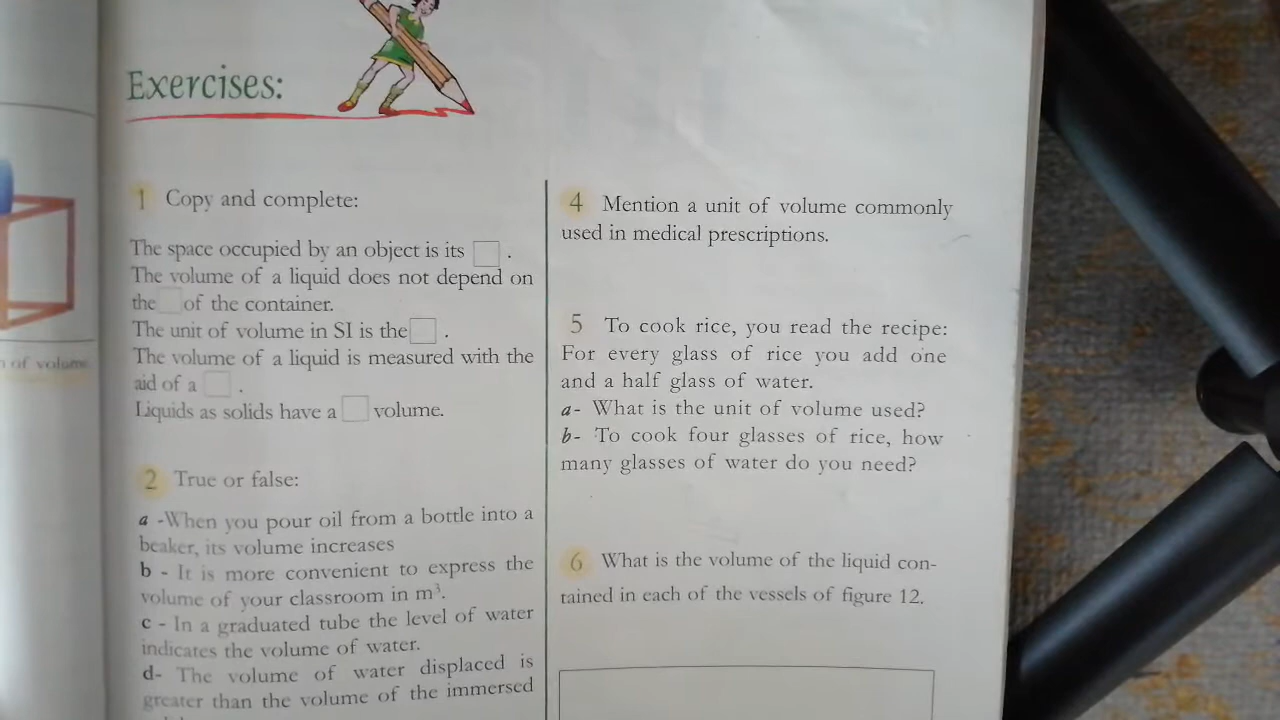 Exercises:
1 Copy and complete:
The space occupied by an object is its □ .
The volume of a liquid does not depend on
the □ of the container.
The unit of volume in SI is the □ .
The volume of a liquid is measured with the
aid of a □ .
Liquids as solids have a □ volume.
2 True or false:
a -When you pour oil from a bottle into a
beaker, its volume increases
b - It is more convenient to express the
volume of your classroom in m³.
c - In a graduated tube the level of water
indicates the volume of water.
d- The volume of water displaced is
greater than the volume of the immersed
4 Mention a unit of volume commonly
used in medical prescriptions.
5 To cook rice, you read the recipe:
For every glass of rice you add one
and a half glass of water.
a- What is the unit of volume used?
b- To cook four glasses of rice, how
many glasses of water do you need?
6 What is the volume of the liquid con-
tained in each of the vessels of figure 12.
of volume